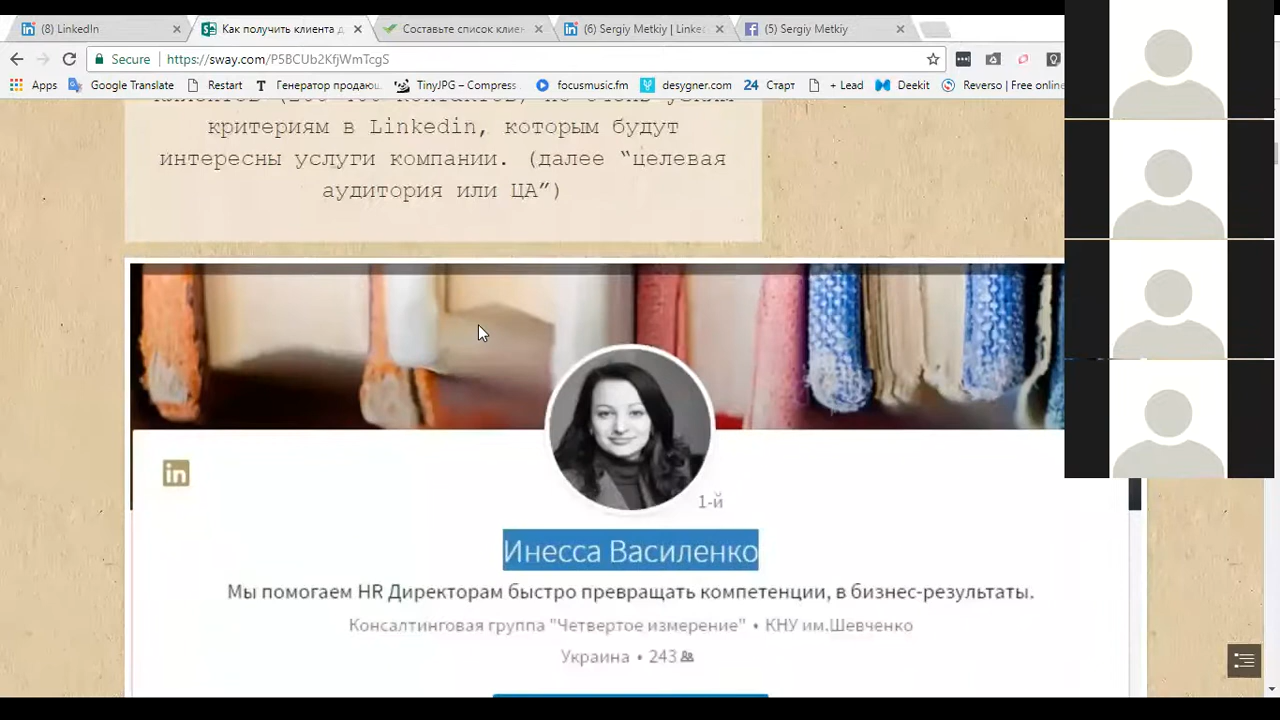 (8) LinkedIn
Как получить клиента д
Составьте список клиен
(6) Sergiy Metkiy | Linke
(5) Sergiy Metkiy
Secure
https://sway.com/P5BCUb2KfjWmTcgS
Apps
Google Translate
Restart
Генератор продающ
TinyJPG – Compress
focusmusic.fm
desygner.com
24 Старт
+ Lead
Deekit
Reverso | Free online
критериям в Linkedin, которым будут
интересны услуги компании. (далее “целевая
аудитория или ЦА”)
in
1-й
Инесса Василенко
Мы помогаем HR Директорам быстро превращать компетенции, в бизнес-результаты.
Консалтинговая группа "Четвертое измерение" • КНУ им.Шевченко
Украина • 243